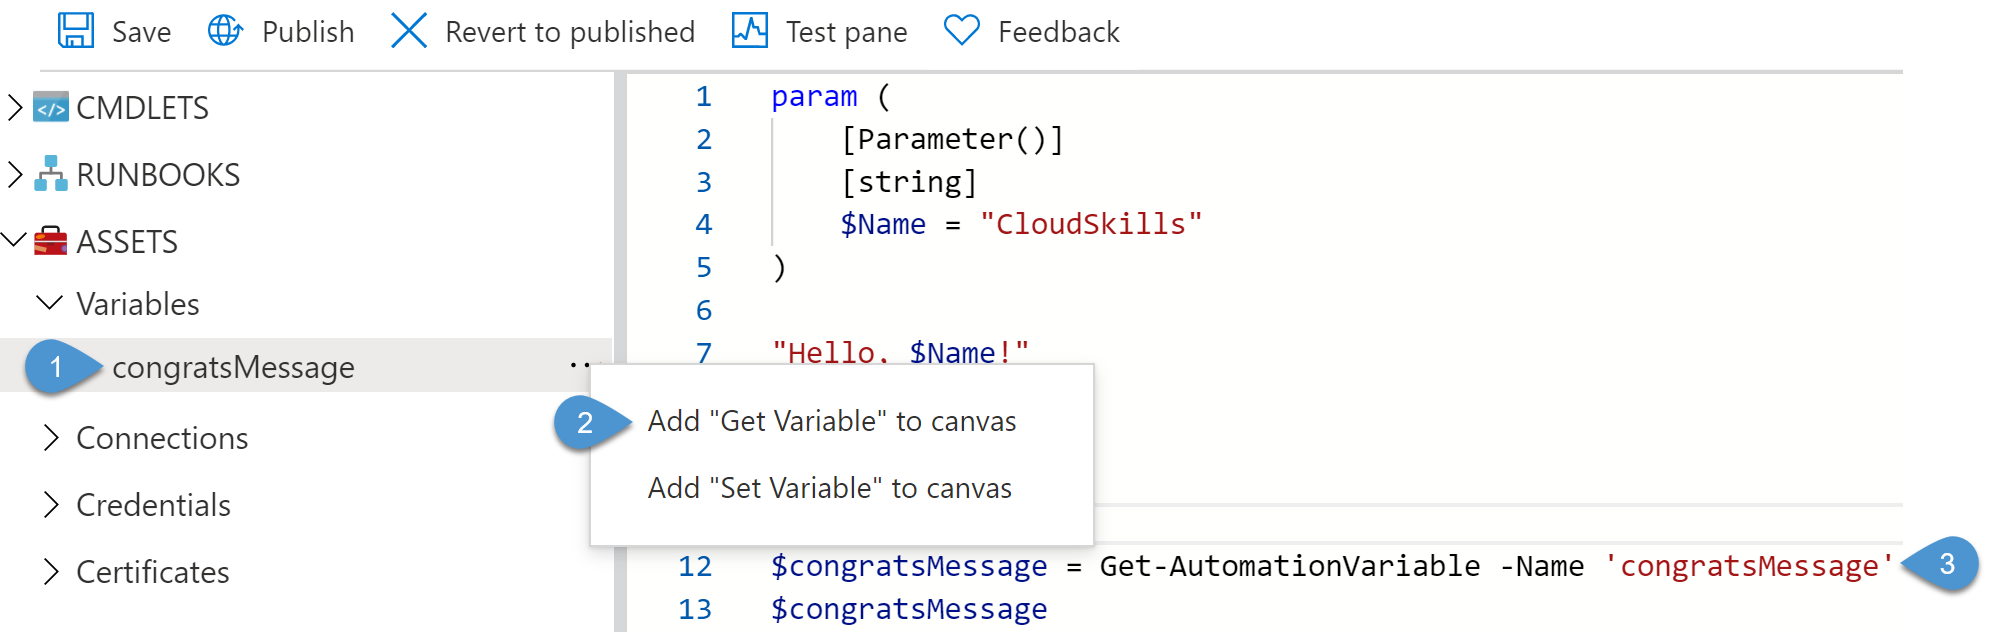 Save Publish Revert to published Test pane Feedback
CMDLETS
RUNBOOKS
ASSETS
Variables
1 congratsMessage ...
Connections
Credentials
Certificates
1 param (
2 [Parameter()]
3 [string]
4 $Name = "CloudSkills"
5 )
6
7 "Hello, $Name!"
2 Add "Get Variable" to canvas
Add "Set Variable" to canvas
12 $congratsMessage = Get-AutomationVariable -Name 'congratsMessage' 3
13 $congratsMessage